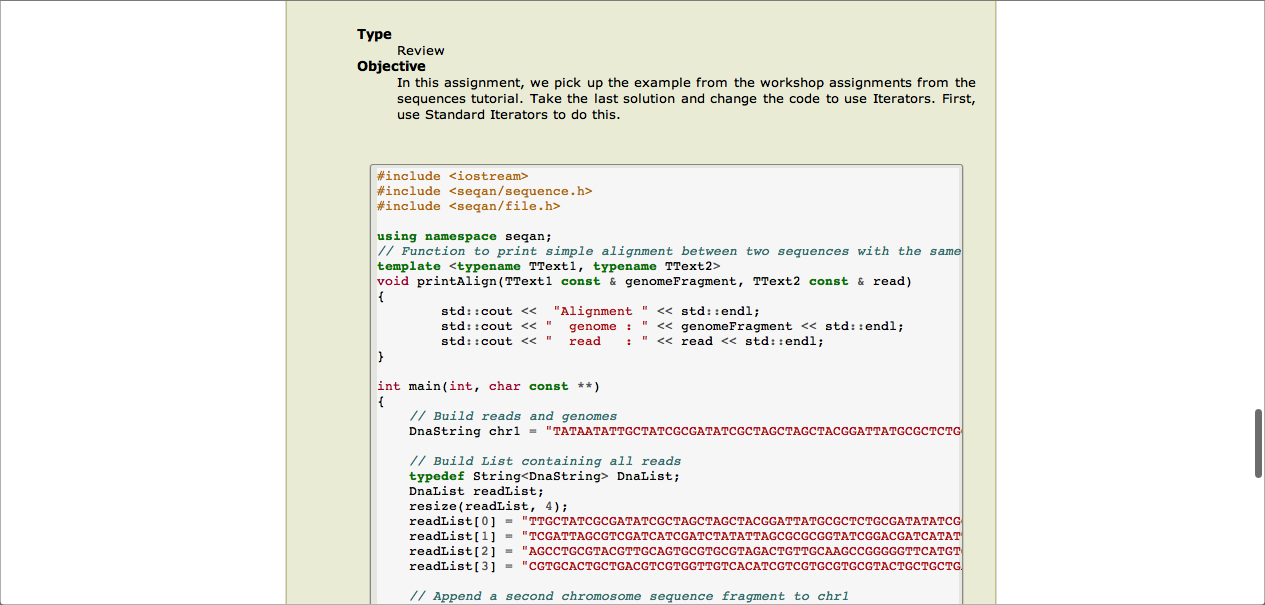 Type
Review
Objective
In this assignment, we pick up the example from the workshop assignments from the
sequences tutorial. Take the last solution and change the code to use Iterators. First,
use Standard Iterators to do this.
#include <iostream>
#include <seqan/sequence.h>
#include <seqan/file.h>
using namespace seqan;
// Function to print simple alignment between two sequences with the same
template <typename TText1, typename TText2>
void printAlign(TText1 const & genomeFragment, TText2 const & read)
{
std::cout << "Alignment " << std::endl;
std::cout << "  genome : " << genomeFragment << std::endl;
std::cout << "  read   : " << read << std::endl;
}
int main(int, char const **)
{
// Build reads and genomes
DnaString chr1 = "TATAATATTGCTATCGCGATATCGCTAGCTAGCTACGGATTATGCGCTCTG
// Build List containing all reads
typedef String<DnaString> DnaList;
DnaList readList;
resize(readList, 4);
readList[0] = "TTGCTATCGCGATATCGCTAGCTAGCTACGGATTATGCGCTCTGCGATATATCG
readList[1] = "TCGATTAGCGTCGATCATCGATCTATATTAGCGCGCGGTATCGGACGATCATAT
readList[2] = "AGCCTGCGTACGTTGCAGTGCGTGCGTAGACTGTTGCAAGCCGGGGGTTCATGT
readList[3] = "CGTGCACTGCTGACGTCGTGGTTGTCACATCGTCGTGCGTGCGTACTGCTGCTG
// Append a second chromosome sequence fragment to chr1